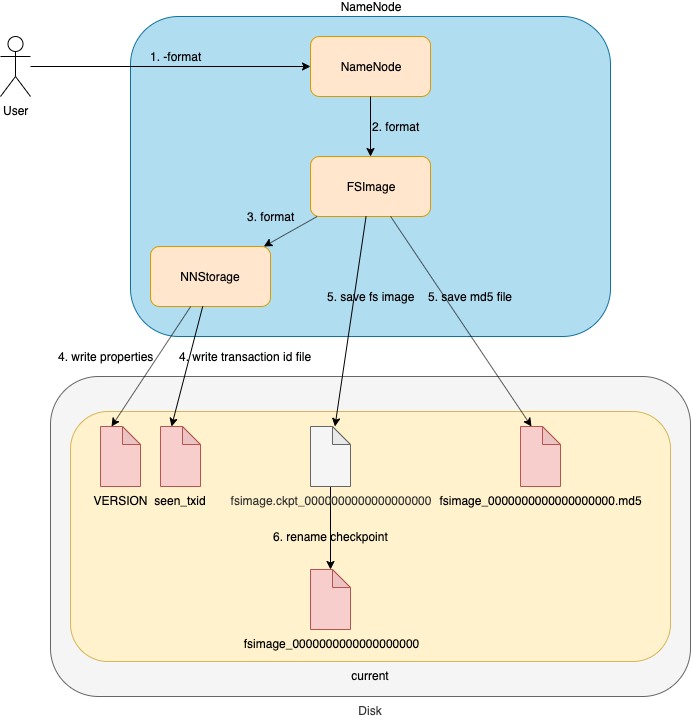 NameNode
1. -format
NameNode
User
2. format
FSImage
3. format
NNStorage
5. save fs image
5. save md5 file
4. write properties
4. write transaction id file
VERSION
seen_txid
fsimage.ckpt_0000000000000000000
fsimage_0000000000000000000.md5
6. rename checkpoint
fsimage_0000000000000000000
current
Disk